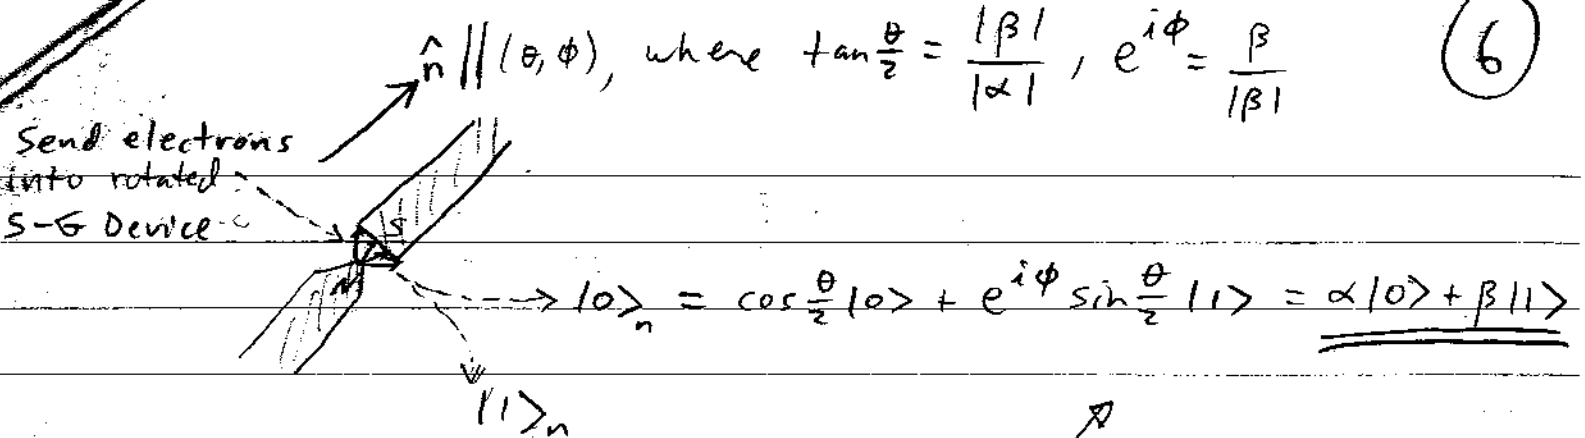 n̂ || (θ, φ), where tan θ/2 = |β|/|α|, e^{iφ} = β/|β|
6
Send electrons
into rotated
S-G Device
S
N
|0>_n = cos θ/2 |0> + e^{iφ} sin θ/2 |1> = α|0> + β|1>
|1>_n